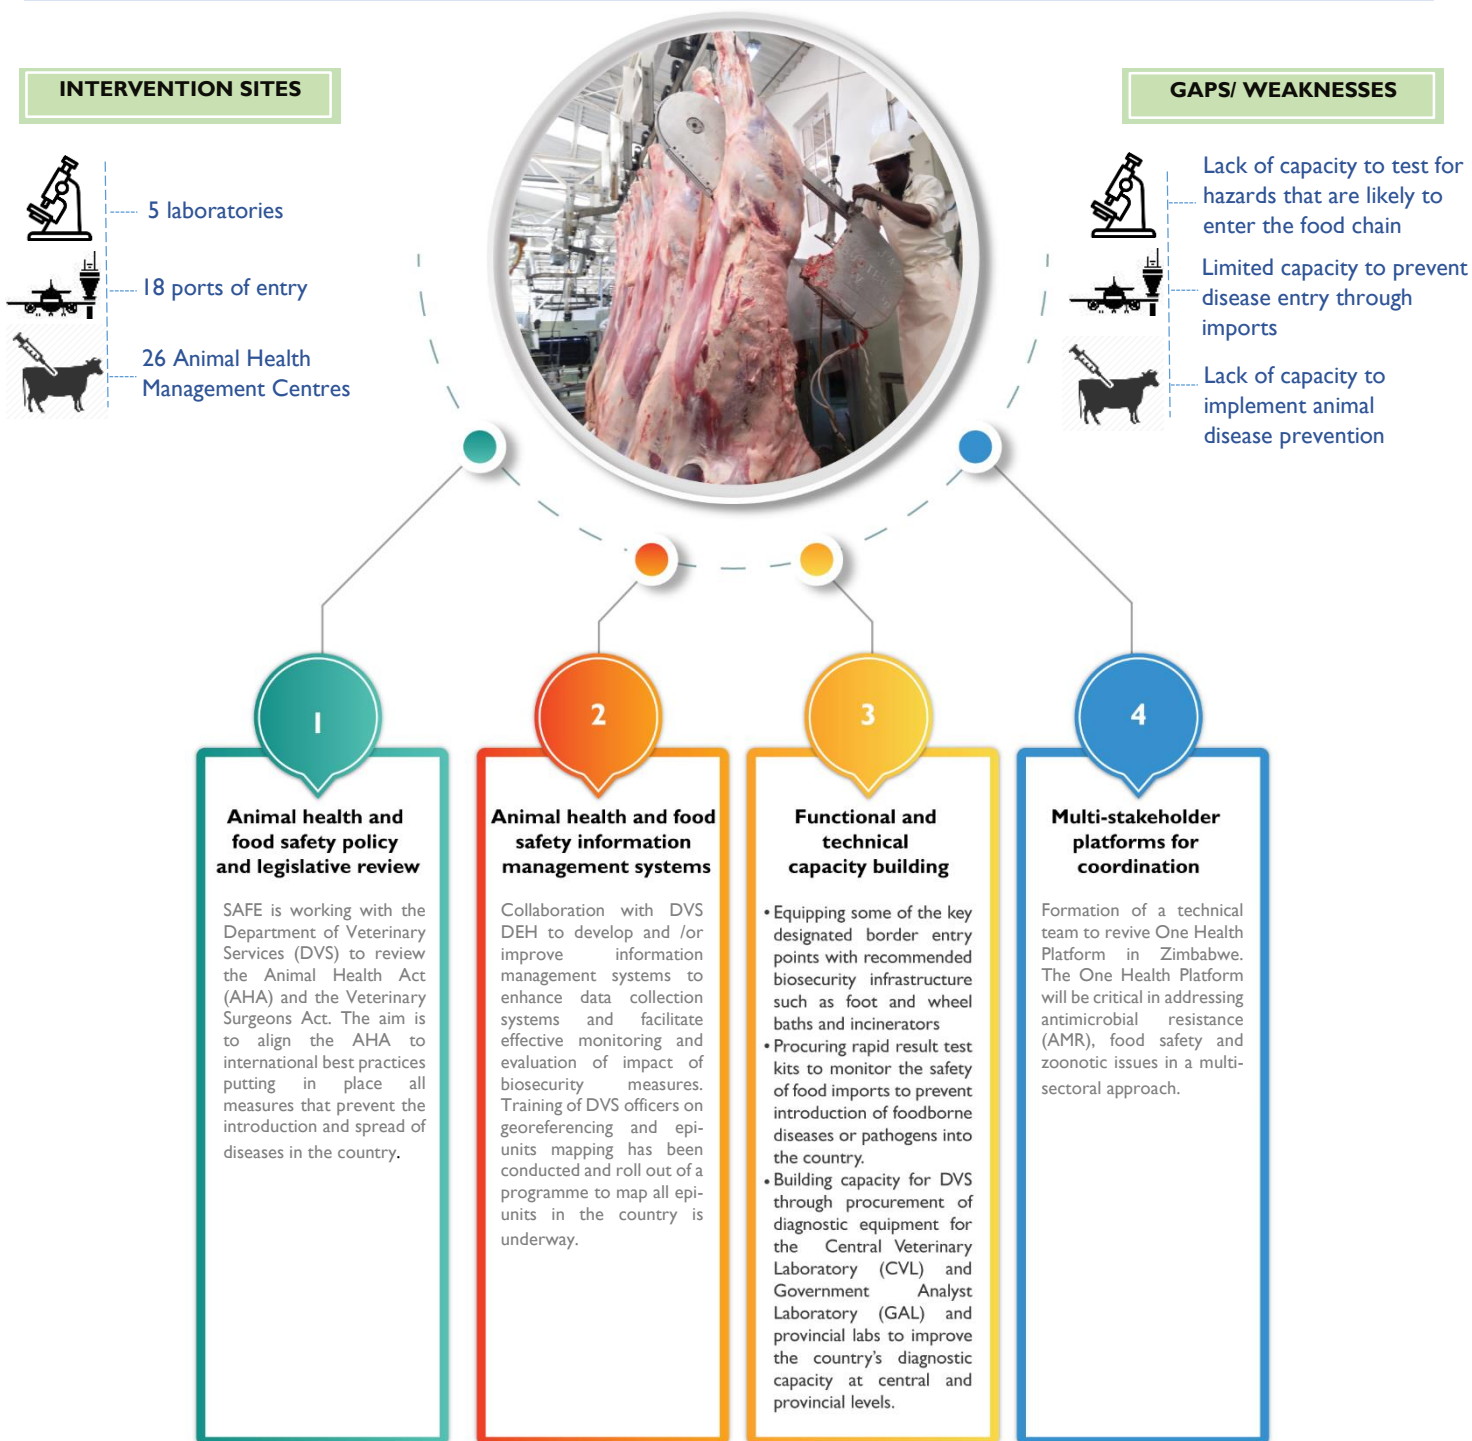 INTERVENTION SITES
5 laboratories
18 ports of entry
26 Animal Health
Management Centres
GAPS/ WEAKNESSES
Lack of capacity to test for
hazards that are likely to
enter the food chain
Limited capacity to prevent
disease entry through
imports
Lack of capacity to
implement animal
disease prevention
1
Animal health and
food safety policy
and legislative review
SAFE is working with the
Department of Veterinary
Services (DVS) to review
the Animal Health Act
(AHA) and the Veterinary
Surgeons Act. The aim is
to align the AHA to
international best practices
putting in place all
measures that prevent the
introduction and spread of
diseases in the country.
2
Animal health and food
safety information
management systems
Collaboration with DVS
DEH to develop and /or
improve information
management systems to
enhance data collection
systems and facilitate
effective monitoring and
evaluation of impact of
biosecurity measures.
Training of DVS officers on
georeferencing and epi-
units mapping has been
conducted and roll out of a
programme to map all epi-
units in the country is
underway.
3
Functional and
technical
capacity building
• Equipping some of the key
designated border entry
points with recommended
biosecurity infrastructure
such as foot and wheel
baths and incinerators
• Procuring rapid result test
kits to monitor the safety
of food imports to prevent
introduction of foodborne
diseases or pathogens into
the country.
• Building capacity for DVS
through procurement of
diagnostic equipment for
the Central Veterinary
Laboratory (CVL) and
Government Analyst
Laboratory (GAL) and
provincial labs to improve
the country's diagnostic
capacity at central and
provincial levels.
4
Multi-stakeholder
platforms for
coordination
Formation of a technical
team to revive One Health
Platform in Zimbabwe.
The One Health Platform
will be critical in addressing
antimicrobial resistance
(AMR), food safety and
zoonotic issues in a multi-
sectoral approach.